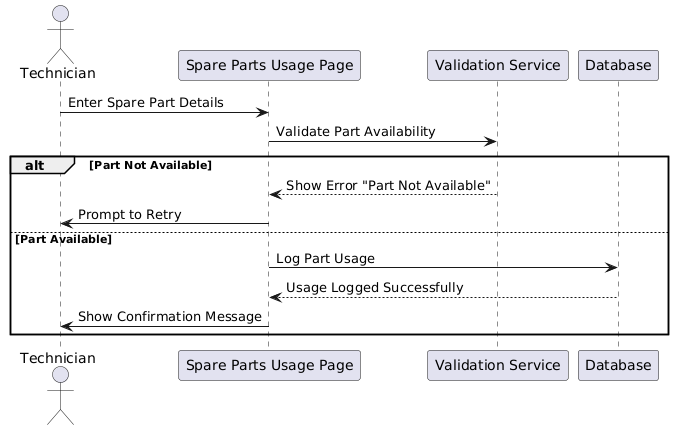 Technician
Spare Parts Usage Page
Validation Service
Database
Enter Spare Part Details
Validate Part Availability
alt
[Part Not Available]
Show Error "Part Not Available"
Prompt to Retry
[Part Available]
Log Part Usage
Usage Logged Successfully
Show Confirmation Message
Technician
Spare Parts Usage Page
Validation Service
Database